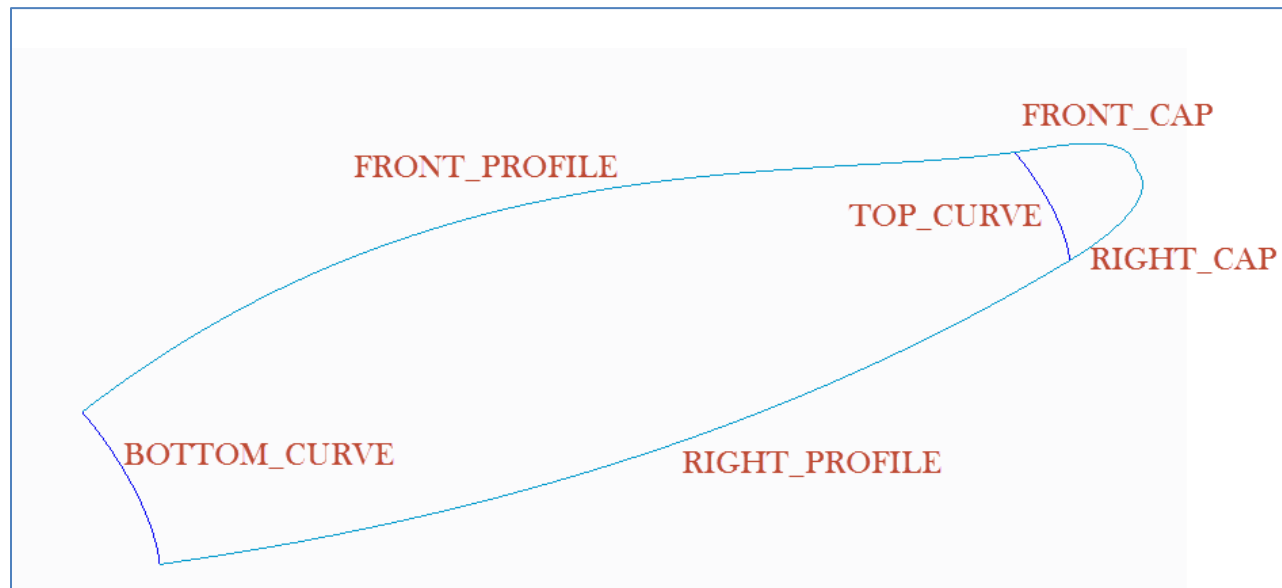 FRONT_CAP
FRONT_PROFILE
TOP_CURVE
RIGHT_CAP
BOTTOM_CURVE
RIGHT_PROFILE